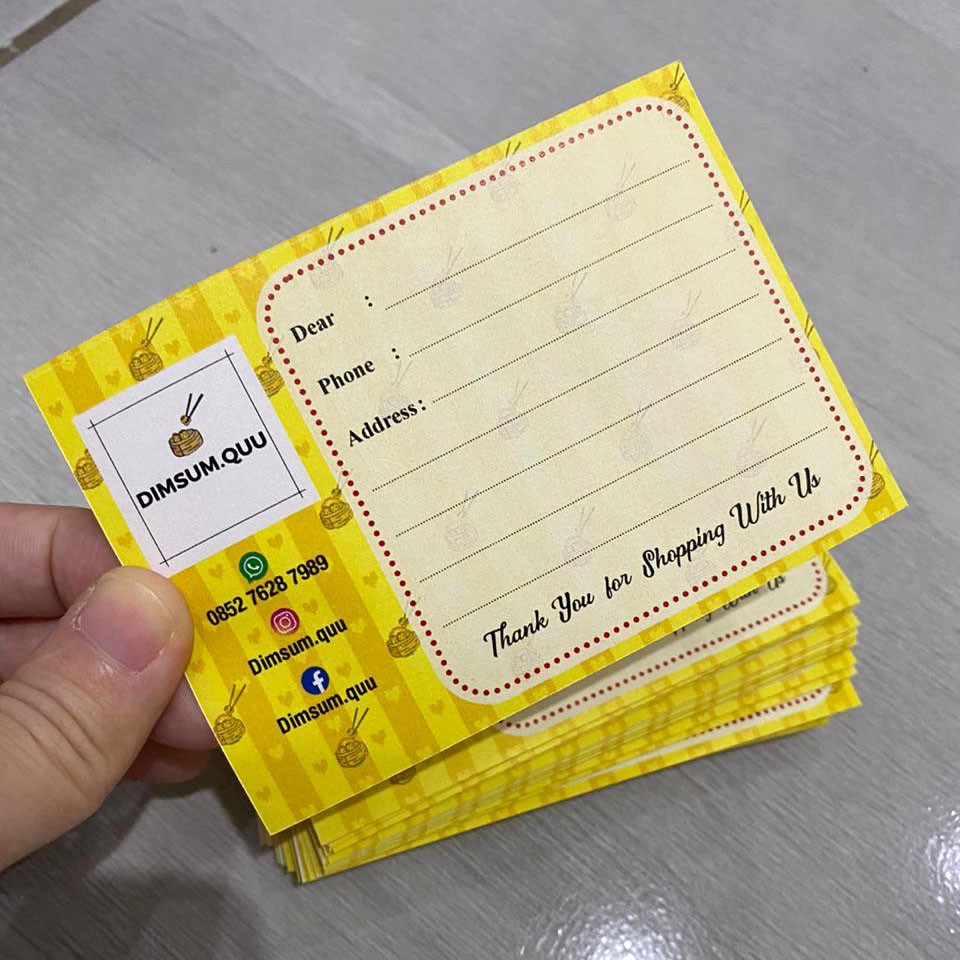 DIMSUM.QUU
0852 7628 7989
Dimsum.quu
Dimsum.quu
Dear :
Phone :
Address:
Thank You for Shopping With Us